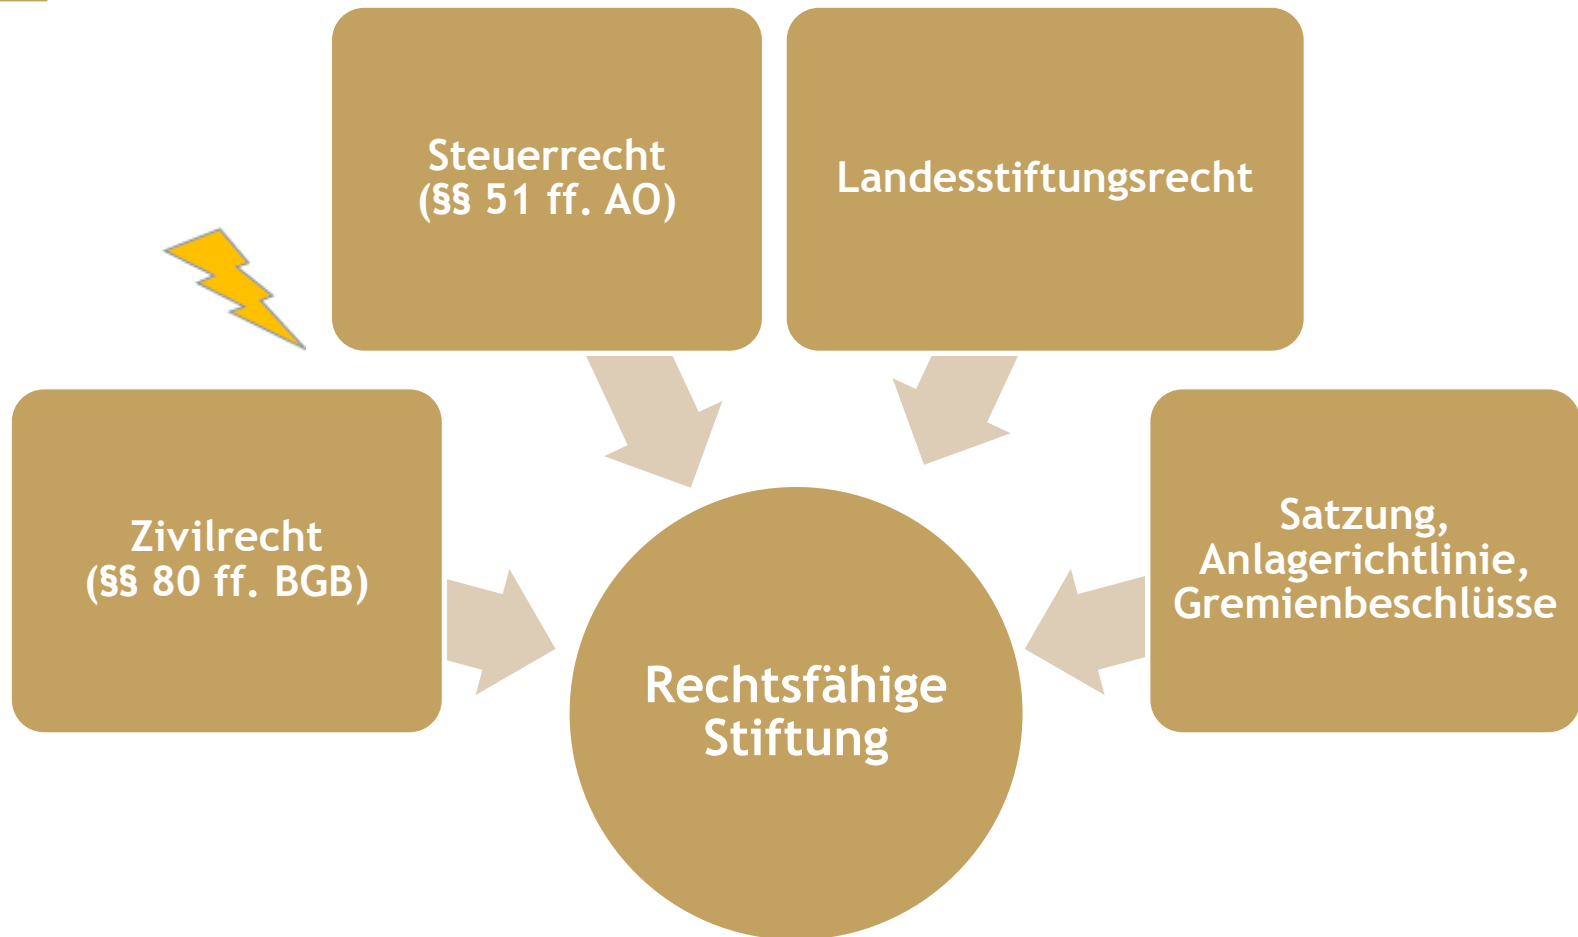 Steuerrecht
(§§ 51 ff. AO)
Landesstiftungsrecht
Zivilrecht
(§§ 80 ff. BGB)
Satzung,
Anlagerichtlinie,
Gremienbeschlüsse
Rechtsfähige
Stiftung